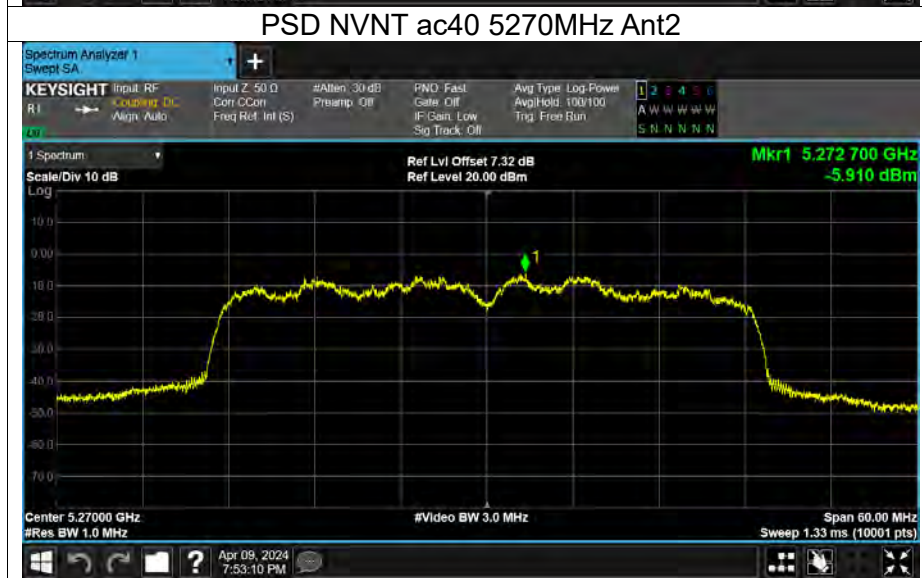 PSD NVNT ac40 5270MHz Ant2
Spectrum Analyzer 1
Swept SA
+
KEYSIGHT Input: RF Input Z: 50 Ω #Atten: 30 dB PNO: Fast Avg Type: Log-Power 1 2 3 4 5 6
Coupling: DC Corr CCorr Preamp: Off Gate: Off Avg|Hold: 100/100 A W W W W W
Align: Auto Freq Ref: Int (S) IF Gain: Low Trig: Free Run S N N N N N
Sig Track: Off
1 Spectrum Ref Lvl Offset 7.32 dB Mkr1 5.272 700 GHz
Scale/Div 10 dB Ref Level 20.00 dBm -5.910 dBm
Log
10.0
0.00
1
-10.0
-20.0
-30.0
-40.0
-50.0
-60.0
-70.0
Center 5.27000 GHz #Video BW 3.0 MHz Span 60.00 MHz
#Res BW 1.0 MHz Sweep 1.33 ms (10001 pts)
? Apr 09, 2024
7:53:10 PM